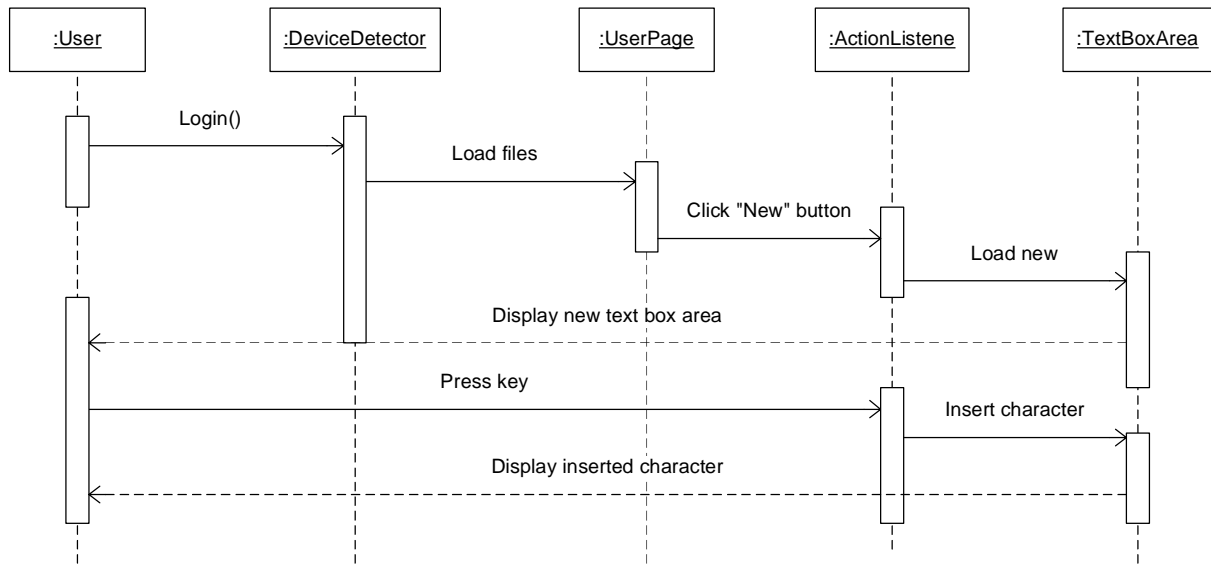 :User
:DeviceDetector
:UserPage
:ActionListene
:TextBoxArea
Login()
Load files
Click "New" button
Load new
Display new text box area
Press key
Insert character
Display inserted character